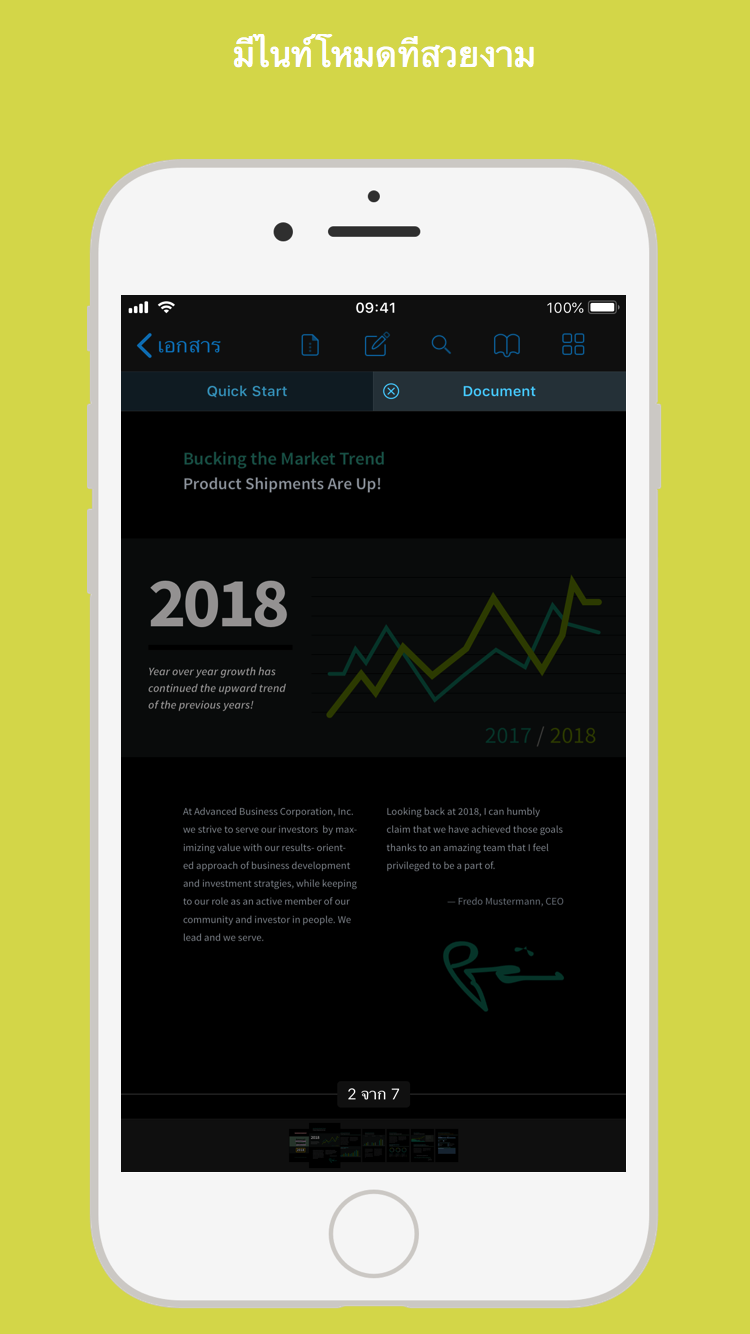 มีไนท์โหมดที่สวยงาม
09:41
100%
เอกสาร
Quick Start
Document
Bucking the Market Trend
Product Shipments Are Up!
2018
Year over year growth has
continued the upward trend
of the previous years!
2017 / 2018
At Advanced Business Corporation, Inc.
we strive to serve our investors by max-
imizing value with our results- orient-
ed approach of business development
and investment stratgies, while keeping
to our role as an active member of our
community and investor in people. We
lead and we serve.
Looking back at 2018, I can humbly
claim that we have achieved those goals
thanks to an amazing team that I feel
privileged to be a part of.
— Fredo Mustermann, CEO
2 จาก 7